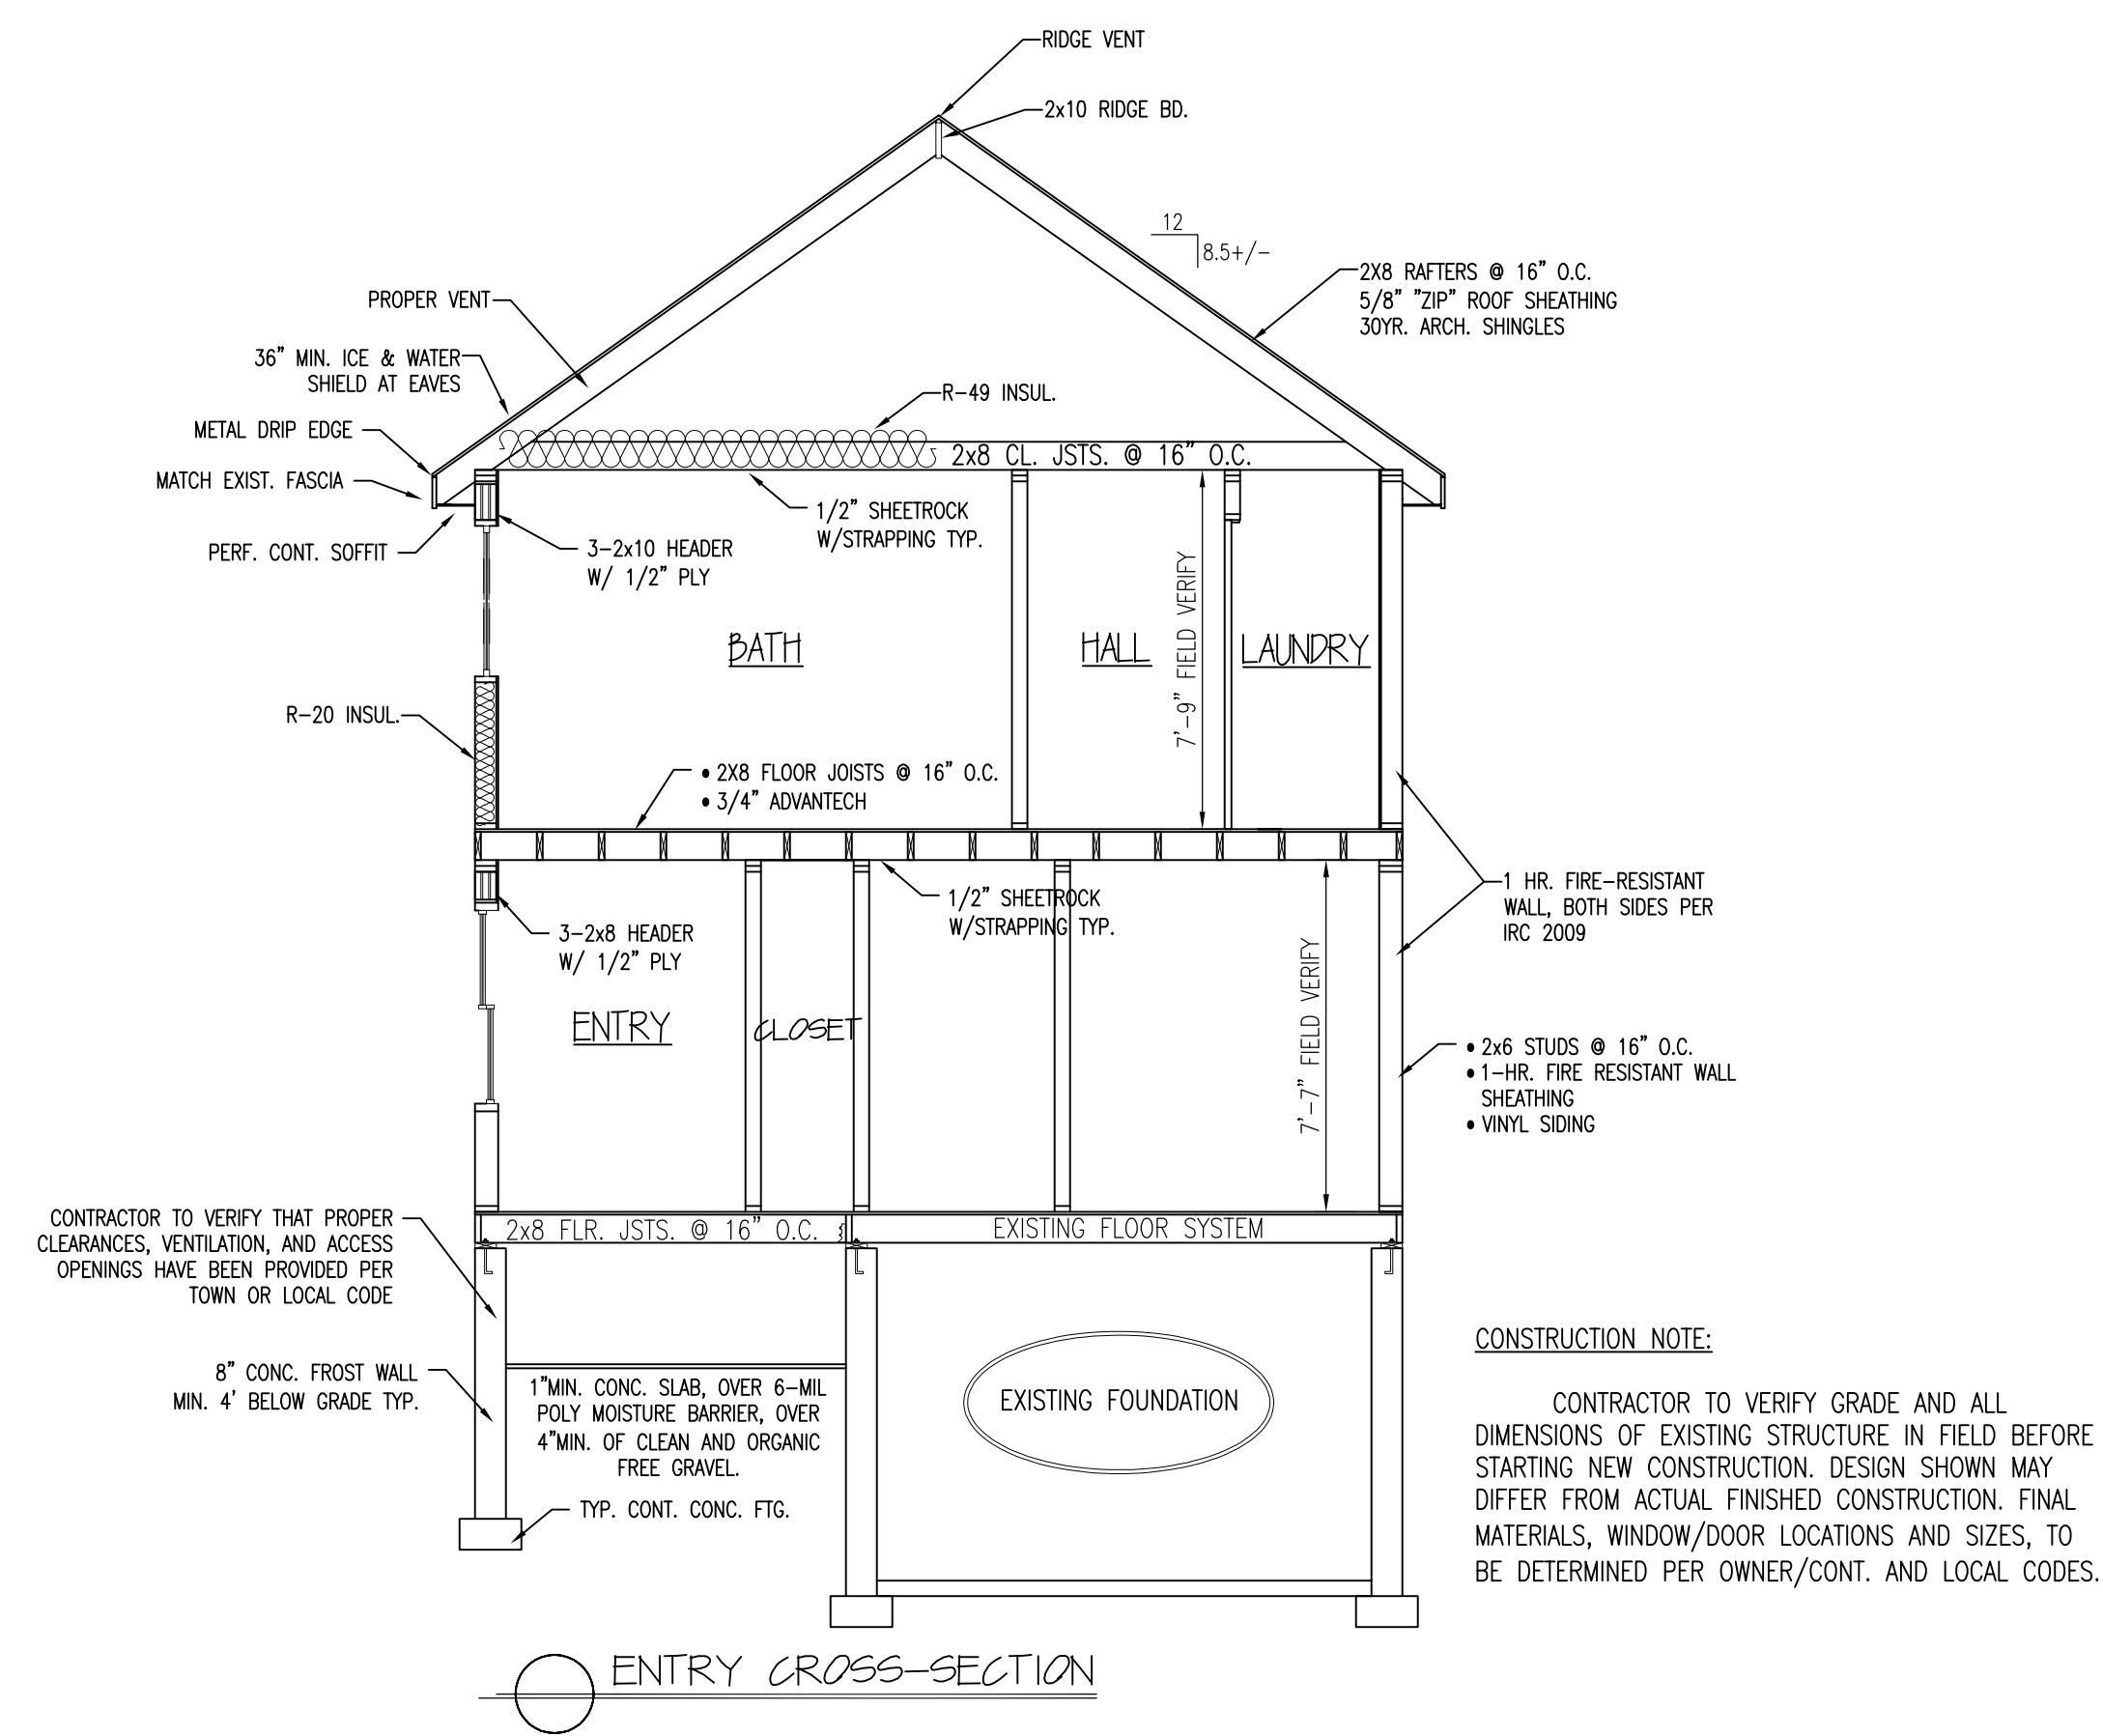 RIDGE VENT
2x10 RIDGE BD.
12
8.5+/-
2X8 RAFTERS @ 16" O.C.
5/8" "ZIP" ROOF SHEATHING
30YR. ARCH. SHINGLES
PROPER VENT
36" MIN. ICE & WATER
SHIELD AT EAVES
R-49 INSUL.
METAL DRIP EDGE
2x8 CL. JSTS. @ 16" O.C.
MATCH EXIST. FASCIA
1/2" SHEETROCK
W/STRAPPING TYP.
PERF. CONT. SOFFIT
3-2x10 HEADER
W/ 1/2" PLY
BATH
HALL
7'-9" FIELD VERIFY
LAUNDRY
R-20 INSUL.
• 2X8 FLOOR JOISTS @ 16" O.C.
• 3/4" ADVANTECH
1/2" SHEETROCK
W/STRAPPING TYP.
1 HR. FIRE-RESISTANT
WALL, BOTH SIDES PER
IRC 2009
3-2x8 HEADER
W/ 1/2" PLY
ENTRY
CLOSET
7'-7" FIELD VERIFY
• 2x6 STUDS @ 16" O.C.
• 1-HR. FIRE RESISTANT WALL
SHEATHING
• VINYL SIDING
CONTRACTOR TO VERIFY THAT PROPER
CLEARANCES, VENTILATION, AND ACCESS
OPENINGS HAVE BEEN PROVIDED PER
TOWN OR LOCAL CODE
2x8 FLR. JSTS. @ 16" O.C.
EXISTING FLOOR SYSTEM
8" CONC. FROST WALL
MIN. 4' BELOW GRADE TYP.
1"MIN. CONC. SLAB, OVER 6-MIL
POLY MOISTURE BARRIER, OVER
4"MIN. OF CLEAN AND ORGANIC
FREE GRAVEL.
TYP. CONT. CONC. FTG.
EXISTING FOUNDATION
CONSTRUCTION NOTE:
CONTRACTOR TO VERIFY GRADE AND ALL
DIMENSIONS OF EXISTING STRUCTURE IN FIELD BEFORE
STARTING NEW CONSTRUCTION. DESIGN SHOWN MAY
DIFFER FROM ACTUAL FINISHED CONSTRUCTION. FINAL
MATERIALS, WINDOW/DOOR LOCATIONS AND SIZES, TO
BE DETERMINED PER OWNER/CONT. AND LOCAL CODES.
ENTRY CROSS-SECTION